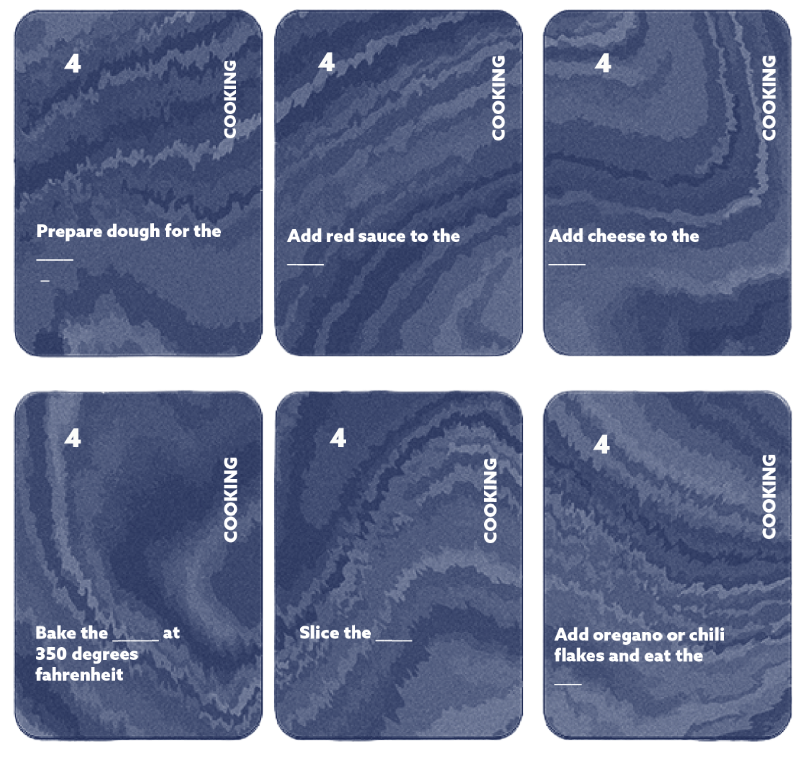 4
COOKING
Prepare dough for the
____
_
4
COOKING
Add red sauce to the
____
4
COOKING
Add cheese to the
____
4
COOKING
Bake the _____ at
350 degrees
fahrenheit
4
COOKING
Slice the ____
4
COOKING
Add oregano or chili
flakes and eat the
___